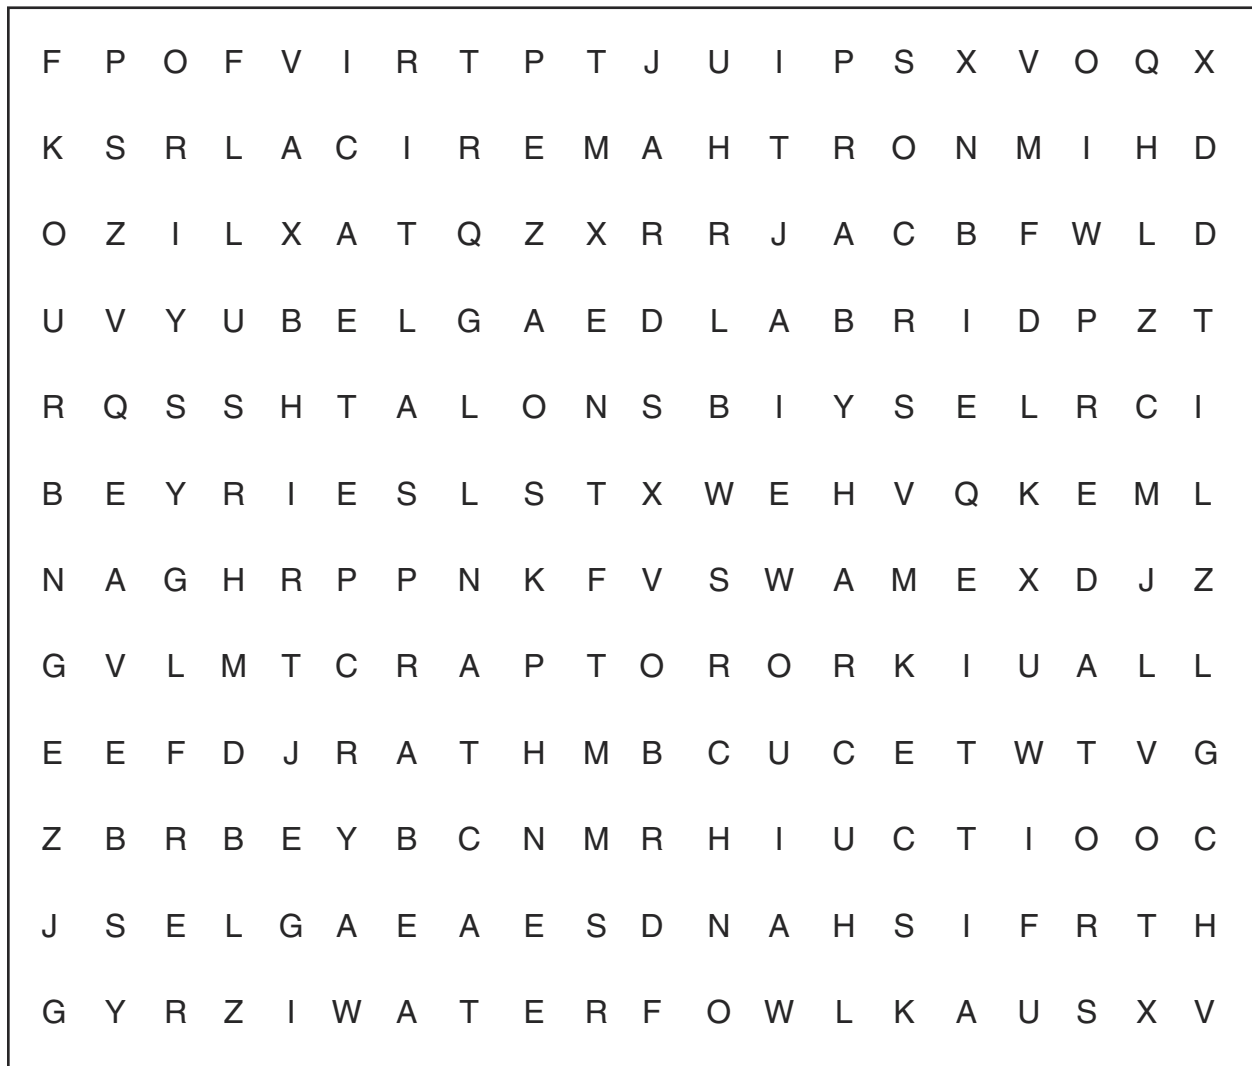 F P O F V I R T P T J U I P S X V O Q X
K S R L A C I R E M A H T R O N M I H D
O Z I L X A T Q Z X R R J A C B F W L D
U V Y U B E L G A E D L A B R I D P Z T
R Q S S H T A L O N S B I Y S E L R C I
B E Y R I E S L S T X W E H V Q K E M L
N A G H R P P N K F V S W A M E X D J Z
G V L M T C R A P T O R O R K I U A L L
E E F D J R A T H M B C U C E T W T V G
Z B R B E Y B C N M R H I U C T I O O C
J S E L G A E A E S D N A H S I F R T H
G Y R Z I W A T E R F O W L K A U S X V